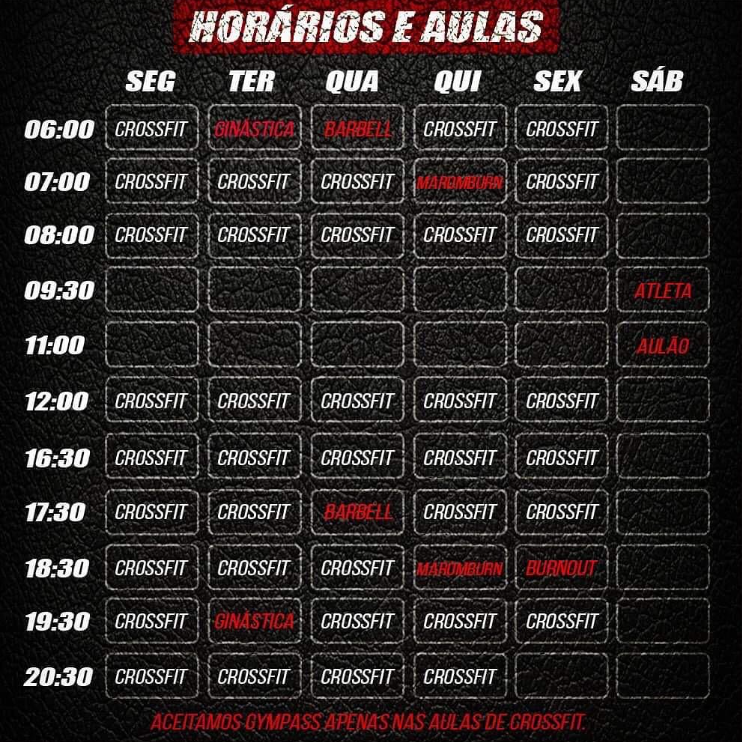 HORÁRIOS E AULAS
SEG TER QUA QUI SEX SÁB
06:00 CROSSFIT GINÁSTICA BARBELL CROSSFIT CROSSFIT
07:00 CROSSFIT CROSSFIT CROSSFIT MAROMBURN CROSSFIT
08:00 CROSSFIT CROSSFIT CROSSFIT CROSSFIT CROSSFIT
09:30 ATLETA
11:00 AULÃO
12:00 CROSSFIT CROSSFIT CROSSFIT CROSSFIT CROSSFIT
16:30 CROSSFIT CROSSFIT CROSSFIT CROSSFIT CROSSFIT
17:30 CROSSFIT CROSSFIT BARBELL CROSSFIT CROSSFIT
18:30 CROSSFIT CROSSFIT CROSSFIT MAROMBURN BURNOUT
19:30 CROSSFIT GINÁSTICA CROSSFIT CROSSFIT CROSSFIT
20:30 CROSSFIT CROSSFIT CROSSFIT CROSSFIT
ACEITAMOS GYMPASS APENAS NAS AULAS DE CROSSFIT.